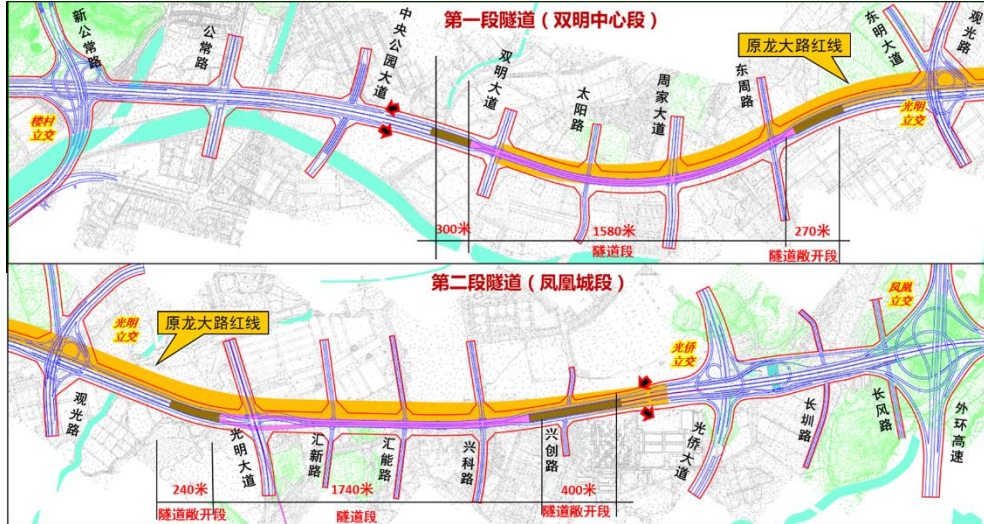 第一段隧道（双明中心段）
新公常路
公常路
中央公园大道
双明大道
太阳路
周家大道
东周路
原龙大路红线
东明大道
观光路
楼村
立交
光明
立交
300米
1580米
270米
隧道段
隧道敞开段
第二段隧道（凤凰城段）
光明
立交
原龙大路红线
观光路
光明大道
汇新路
汇能路
兴科路
兴创路
光侨
立交
光侨大道
长圳路
凤凰
立交
长凤路
外环高速
240米
1740米
400米
隧道敞开段
隧道段
隧道敞开段